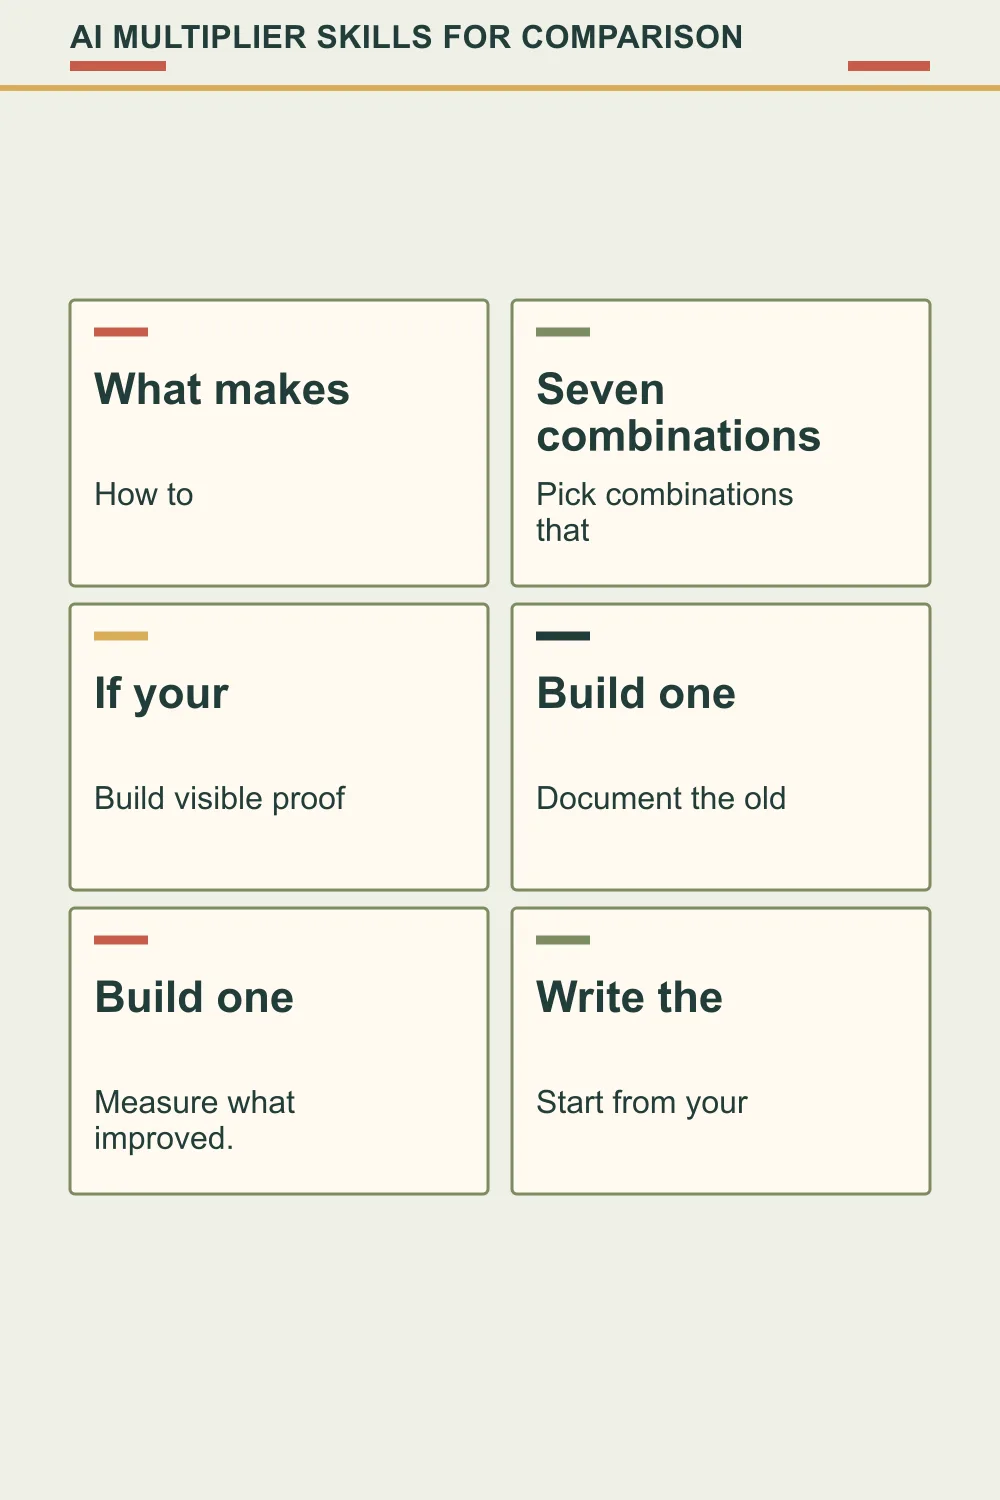 AI MULTIPLIER SKILLS FOR COMPARISON
What makes
How to
Seven
combinations
Pick combinations
that
If your
Build visible proof
Build one
Document the old
Build one
Measure what
improved.
Write the
Start from your